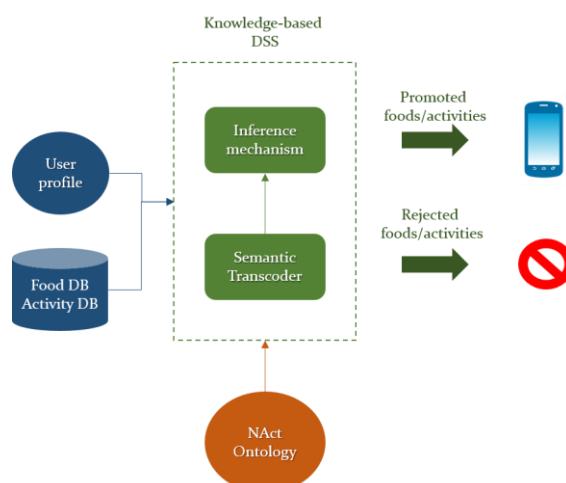 Knowledge-based
DSS
Inference
mechanism
Promoted
foods/activities
User
profile
Rejected
foods/activities
Semantic
Transcoder
Food DB
Activity DB
NAct
Ontology